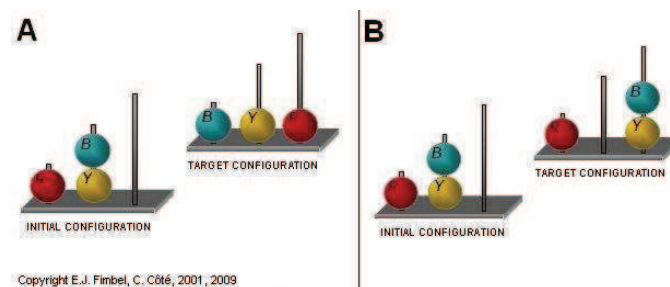 A
B
B
Y
B
Y
TARGET CONFIGURATION
INITIAL CONFIGURATION
B
Y
B
Y
TARGET CONFIGURATION
INITIAL CONFIGURATION
Copyright E.J. Fimbel, C. Côté, 2001, 2009